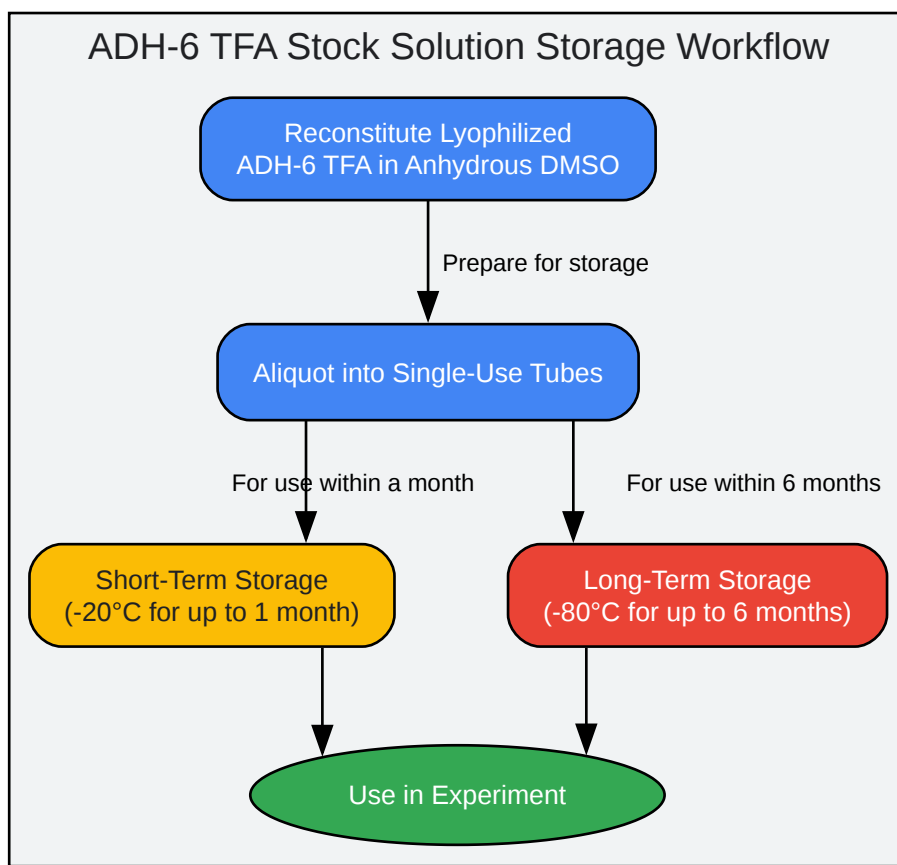 ADH-6 TFA Stock Solution Storage Workflow
Reconstitute Lyophilized
ADH-6 TFA in Anhydrous DMSO
Prepare for storage
Aliquot into Single-Use Tubes
For use within a month
For use within 6 months
Short-Term Storage
(-20°C for up to 1 month)
Long-Term Storage
(-80°C for up to 6 months)
Use in Experiment